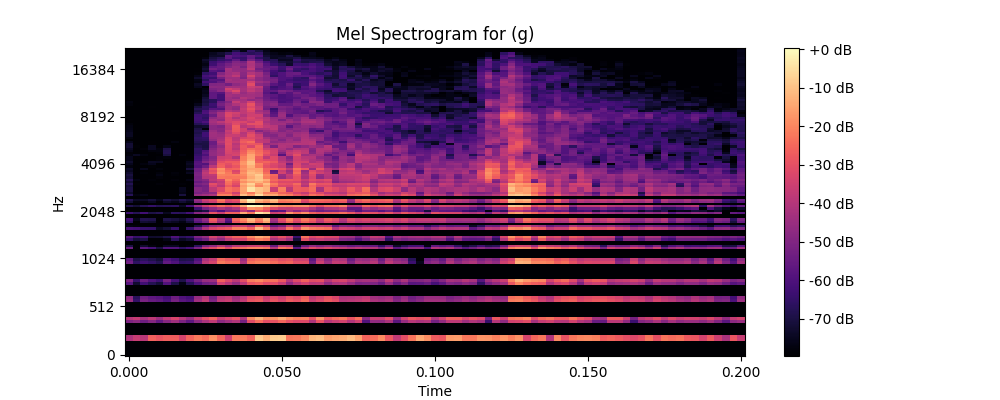 Mel Spectrogram for (g)
Hz
16384
8192
4096
2048
1024
512
0
0.000 0.050 0.100 0.150 0.200
Time
+0 dB
-10 dB
-20 dB
-30 dB
-40 dB
-50 dB
-60 dB
-70 dB